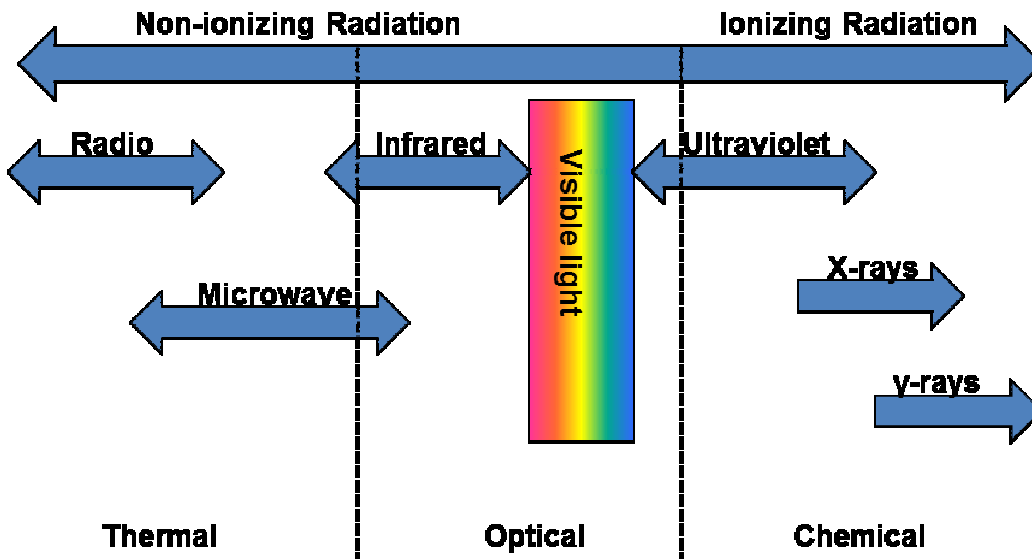 Non-ionizing Radiation
Ionizing Radiation
Radio
Infrared
Visible light
Ultraviolet
X-rays
Microwave
γ-rays
Thermal
Optical
Chemical